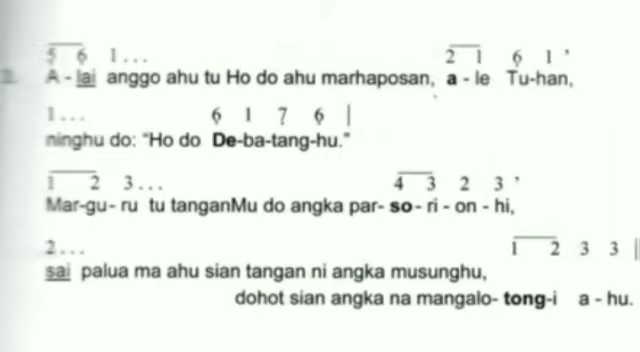 5 6 1... 2 1 6 1 '
A - lai anggo ahu tu Ho do ahu marhaposan, a - le Tu-han,
1... 6 1 7 6 |
ninghu do: "Ho do De-ba-tang-hu."
1 2 3... 4 3 2 3 '
Mar-gu- ru tu tanganMu do angka par- so- ri - on - hi,
2... 1 2 3 3 |
sai palua ma ahu sian tangan ni angka musunghu,
dohot sian angka na mangalo- tong-i a - hu.